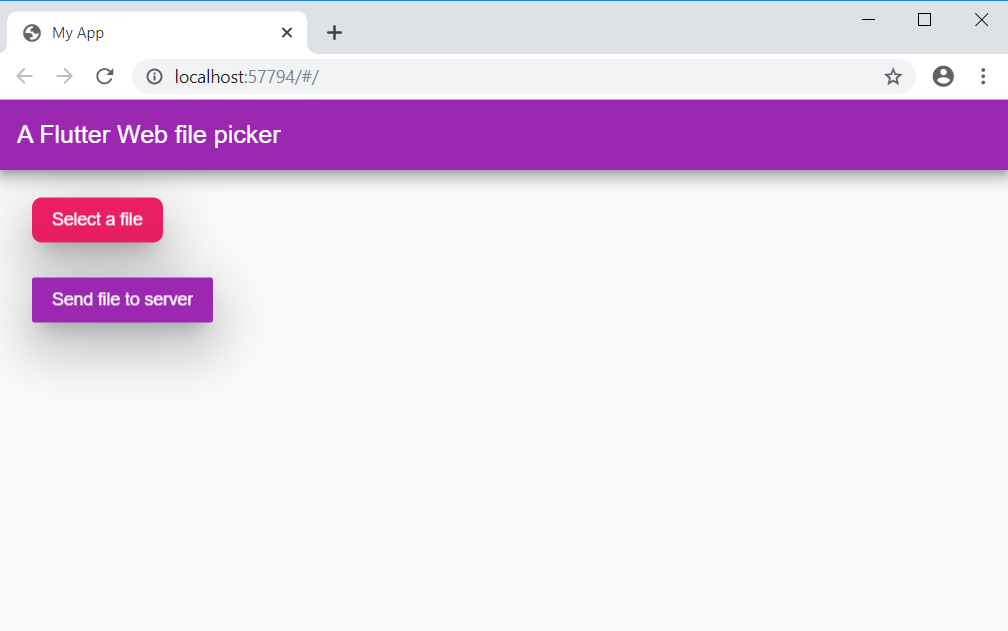 My App
localhost:57794/#/
A Flutter Web file picker
Select a file
Send file to server